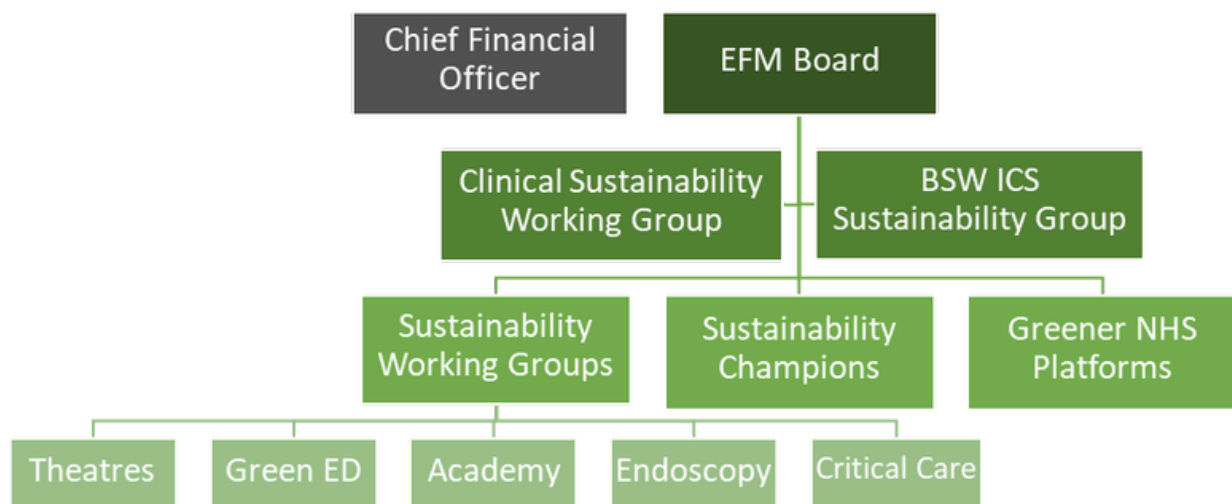 Chief Financial
Officer
EFM Board
Clinical Sustainability
Working Group
BSW ICS
Sustainability Group
Sustainability
Working Groups
Sustainability
Champions
Greener NHS
Platforms
Theatres
Green ED
Academy
Endoscopy
Critical Care